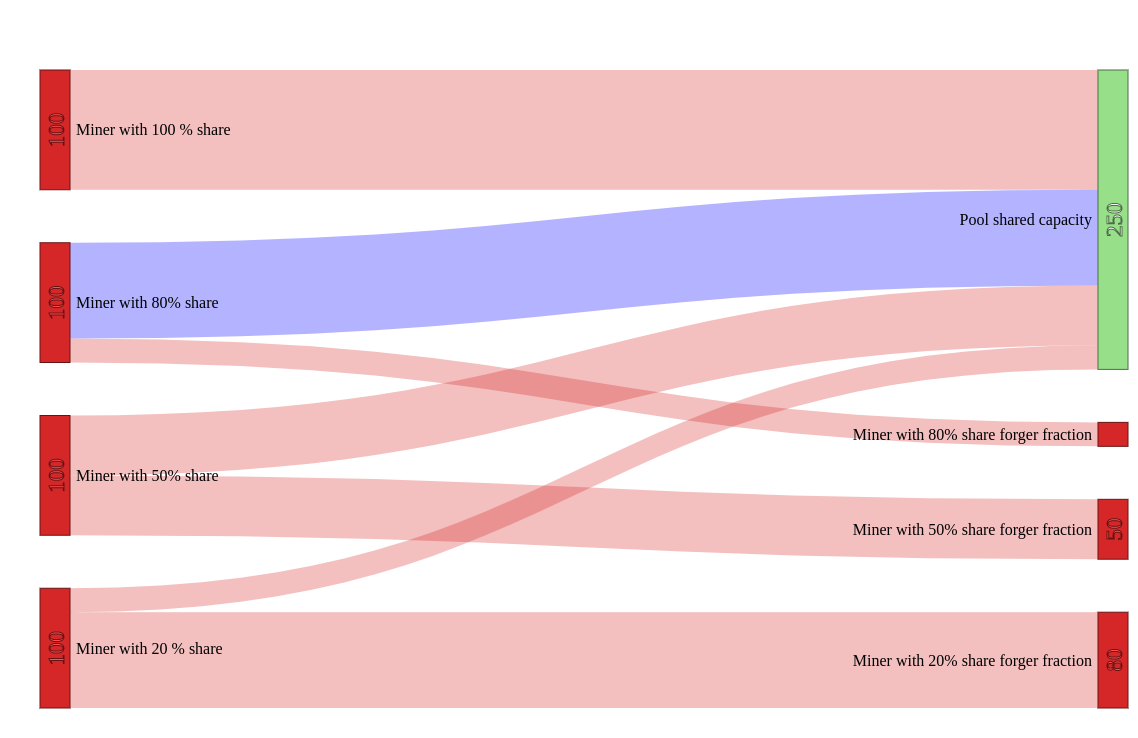 100
Miner with 100 % share
250
Pool shared capacity
100
Miner with 80% share
Miner with 80% share forger fraction
100
Miner with 50% share
Miner with 50% share forger fraction
50
100
Miner with 20 % share
Miner with 20% share forger fraction
80